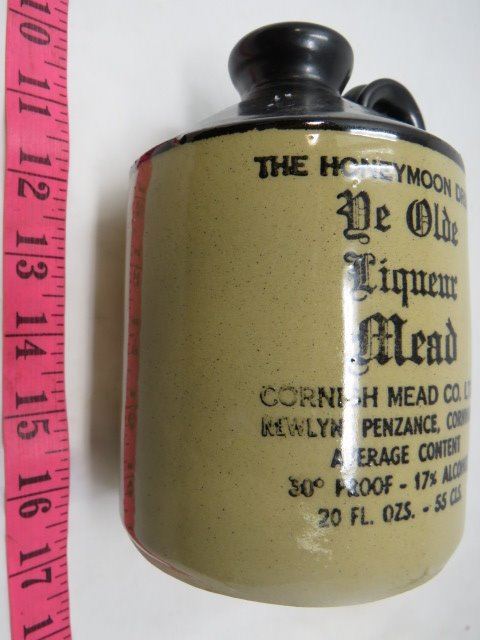 THE HONEYMOON
Ye Olde
Liqueur
Mead
CORNISH MEAD CO.
NEWLYN, PENZANCE,
AVERAGE CONTENT
30° PROOF - 17%
20 FL. OZS. - 55 CLS.
10
11
12
13
14
15
16
17